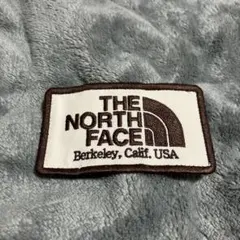 THE
NORTH
FACE
Berkeley, Calif. USA